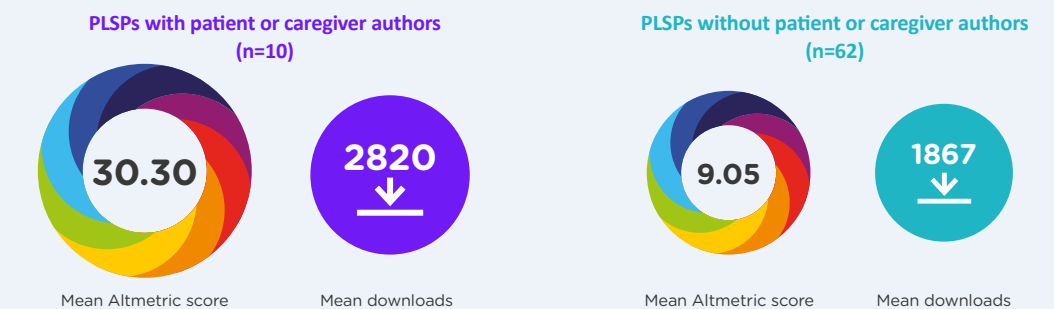 PLSPs with patient or caregiver authors
(n=10)
30.30
2820
Mean Altmetric score
Mean downloads
PLSPs without patient or caregiver authors
(n=62)
9.05
1867
Mean Altmetric score
Mean downloads